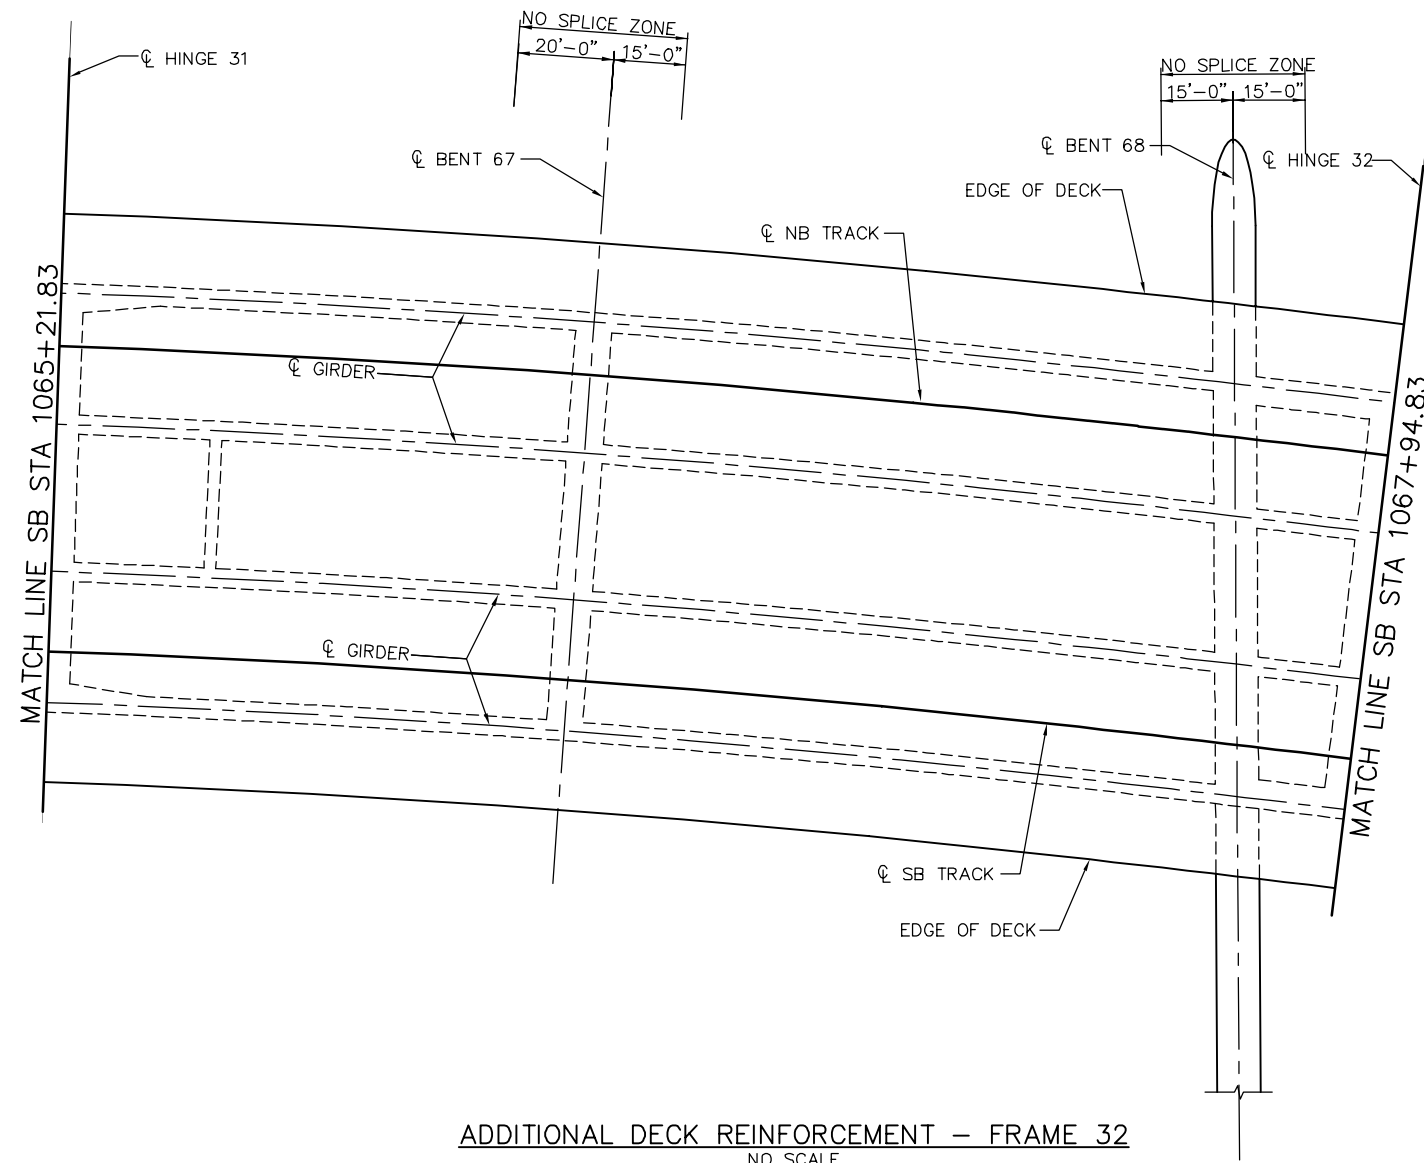 NO SPLICE ZONE
20'-0" 15'-0"
℄ HINGE 31
NO SPLICE ZONE
15'-0" 15'-0"
℄ BENT 67
℄ BENT 68
℄ HINGE 32
EDGE OF DECK
℄ NB TRACK
MATCH LINE SB STA 1065+21.83
℄ GIRDER
℄ GIRDER
MATCH LINE SB STA 1067+94.83
℄ SB TRACK
EDGE OF DECK
ADDITIONAL DECK REINFORCEMENT – FRAME 32
NO SCALE